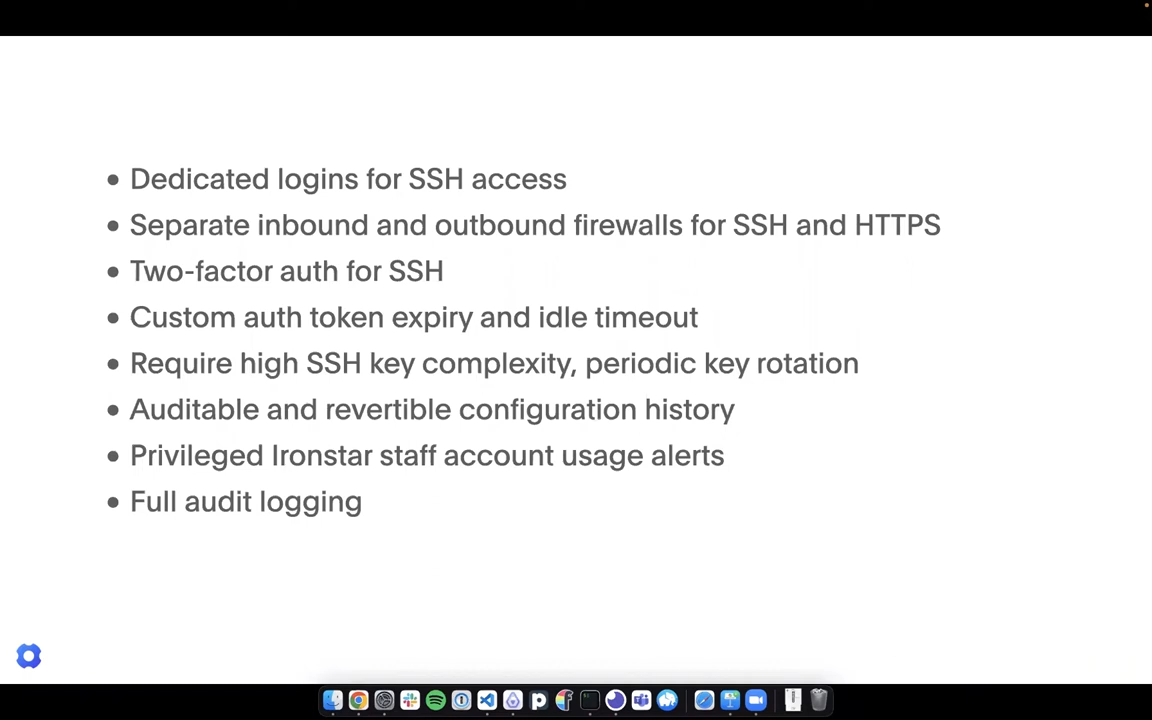 • Dedicated logins for SSH access
• Separate inbound and outbound firewalls for SSH and HTTPS
• Two-factor auth for SSH
• Custom auth token expiry and idle timeout
• Require high SSH key complexity, periodic key rotation
• Auditable and revertible configuration history
• Privileged Ironstar staff account usage alerts
• Full audit logging